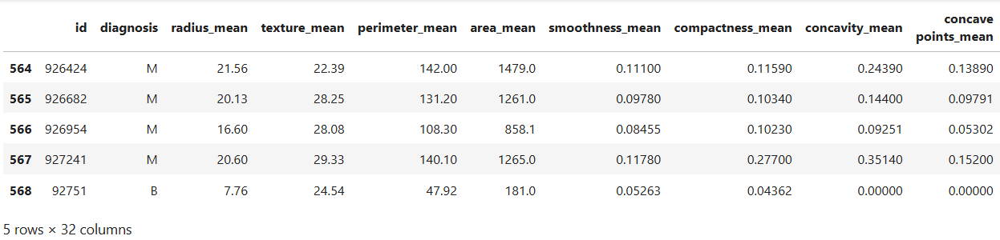 id diagnosis radius_mean texture_mean perimeter_mean area_mean smoothness_mean compactness_mean concavity_mean concave points_mean
564 926424 M 21.56 22.39 142.00 1479.0 0.11100 0.11590 0.24390 0.13890
565 926682 M 20.13 28.25 131.20 1261.0 0.09780 0.10340 0.14400 0.09791
566 926954 M 16.60 28.08 108.30 858.1 0.08455 0.10230 0.09251 0.05302
567 927241 M 20.60 29.33 140.10 1265.0 0.11780 0.27700 0.35140 0.15200
568 92751 B 7.76 24.54 47.92 181.0 0.05263 0.04362 0.00000 0.00000
5 rows × 32 columns